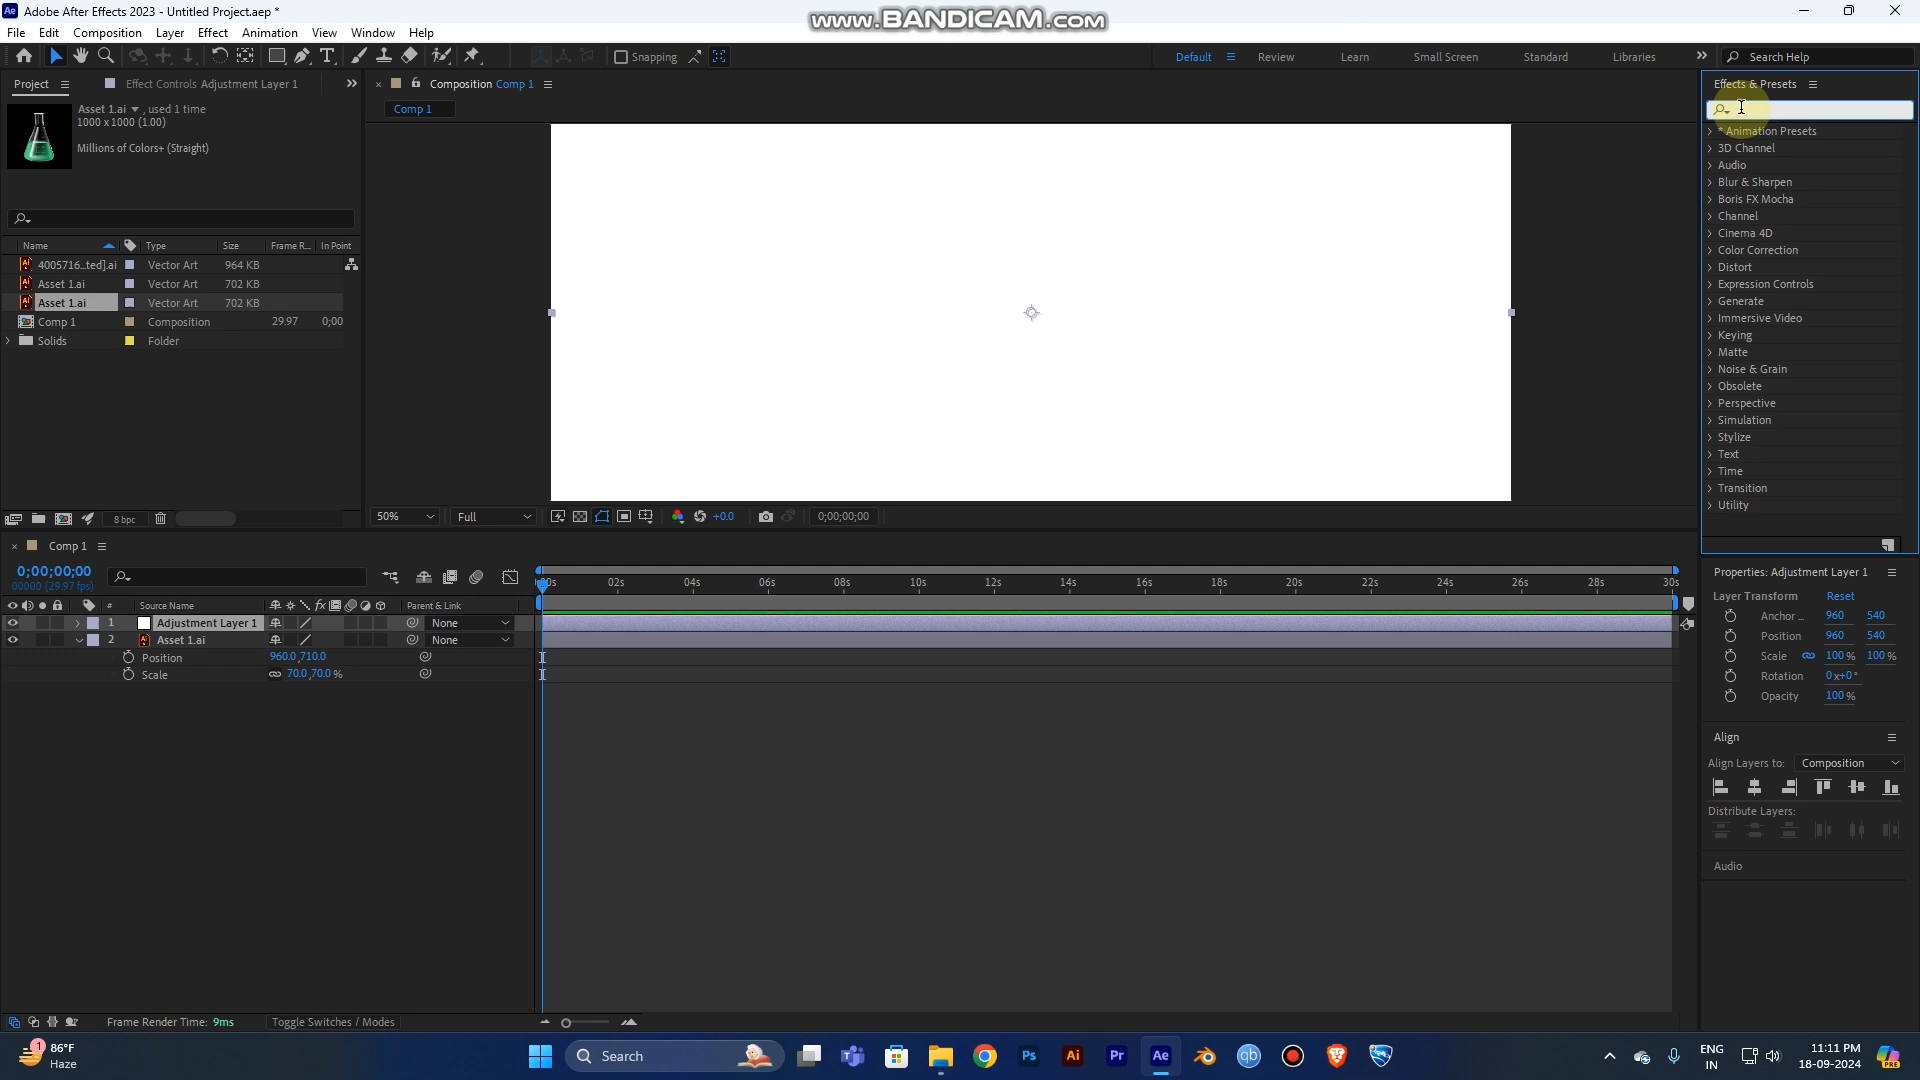 Adobe After Effects 2023 - Untitled Project.aep *
www.BANDICAM.com
File Edit Composition Layer Effect Animation View Window Help
Snapping
Default Review Learn Small Screen Standard Libraries Search Help
Project Effect Controls Adjustment Layer 1
Composition Comp 1
Comp 1
Asset 1.ai , used 1 time
1000 x 1000 (1.00)
Millions of Colors+ (Straight)
Name Type Size Frame R... In Point
4005716...ted].ai Vector Art 964 KB
Asset 1.ai Vector Art 702 KB
Asset 1.ai Vector Art 702 KB
Comp 1 Composition 29.97 0;00
Solids Folder
8 bpc
50% Full +0.0 0;00;00;00
Effects & Presets
* Animation Presets
3D Channel
Audio
Blur & Sharpen
Boris FX Mocha
Channel
Cinema 4D
Color Correction
Distort
Expression Controls
Generate
Immersive Video
Keying
Matte
Noise & Grain
Obsolete
Perspective
Simulation
Stylize
Text
Time
Transition
Utility
Comp 1
0;00;00;00
00000 (29.97 fps)
:00s 02s 04s 06s 08s 10s 12s 14s 16s 18s 20s 22s 24s 26s 28s 30s
# Source Name Parent & Link
1 Adjustment Layer 1 None
2 Asset 1.ai None
Position 960.0,710.0
Scale 70.0,70.0 %
Frame Render Time: 9ms Toggle Switches / Modes
Properties: Adjustment Layer 1
Layer Transform Reset
Anchor ... 960 540
Position 960 540
Scale 100 % 100 %
Rotation 0x+0°
Opacity 100 %
Align
Align Layers to: Composition
Distribute Layers:
Audio
86°F
Haze
Search
ENG
IN
11:11 PM
18-09-2024